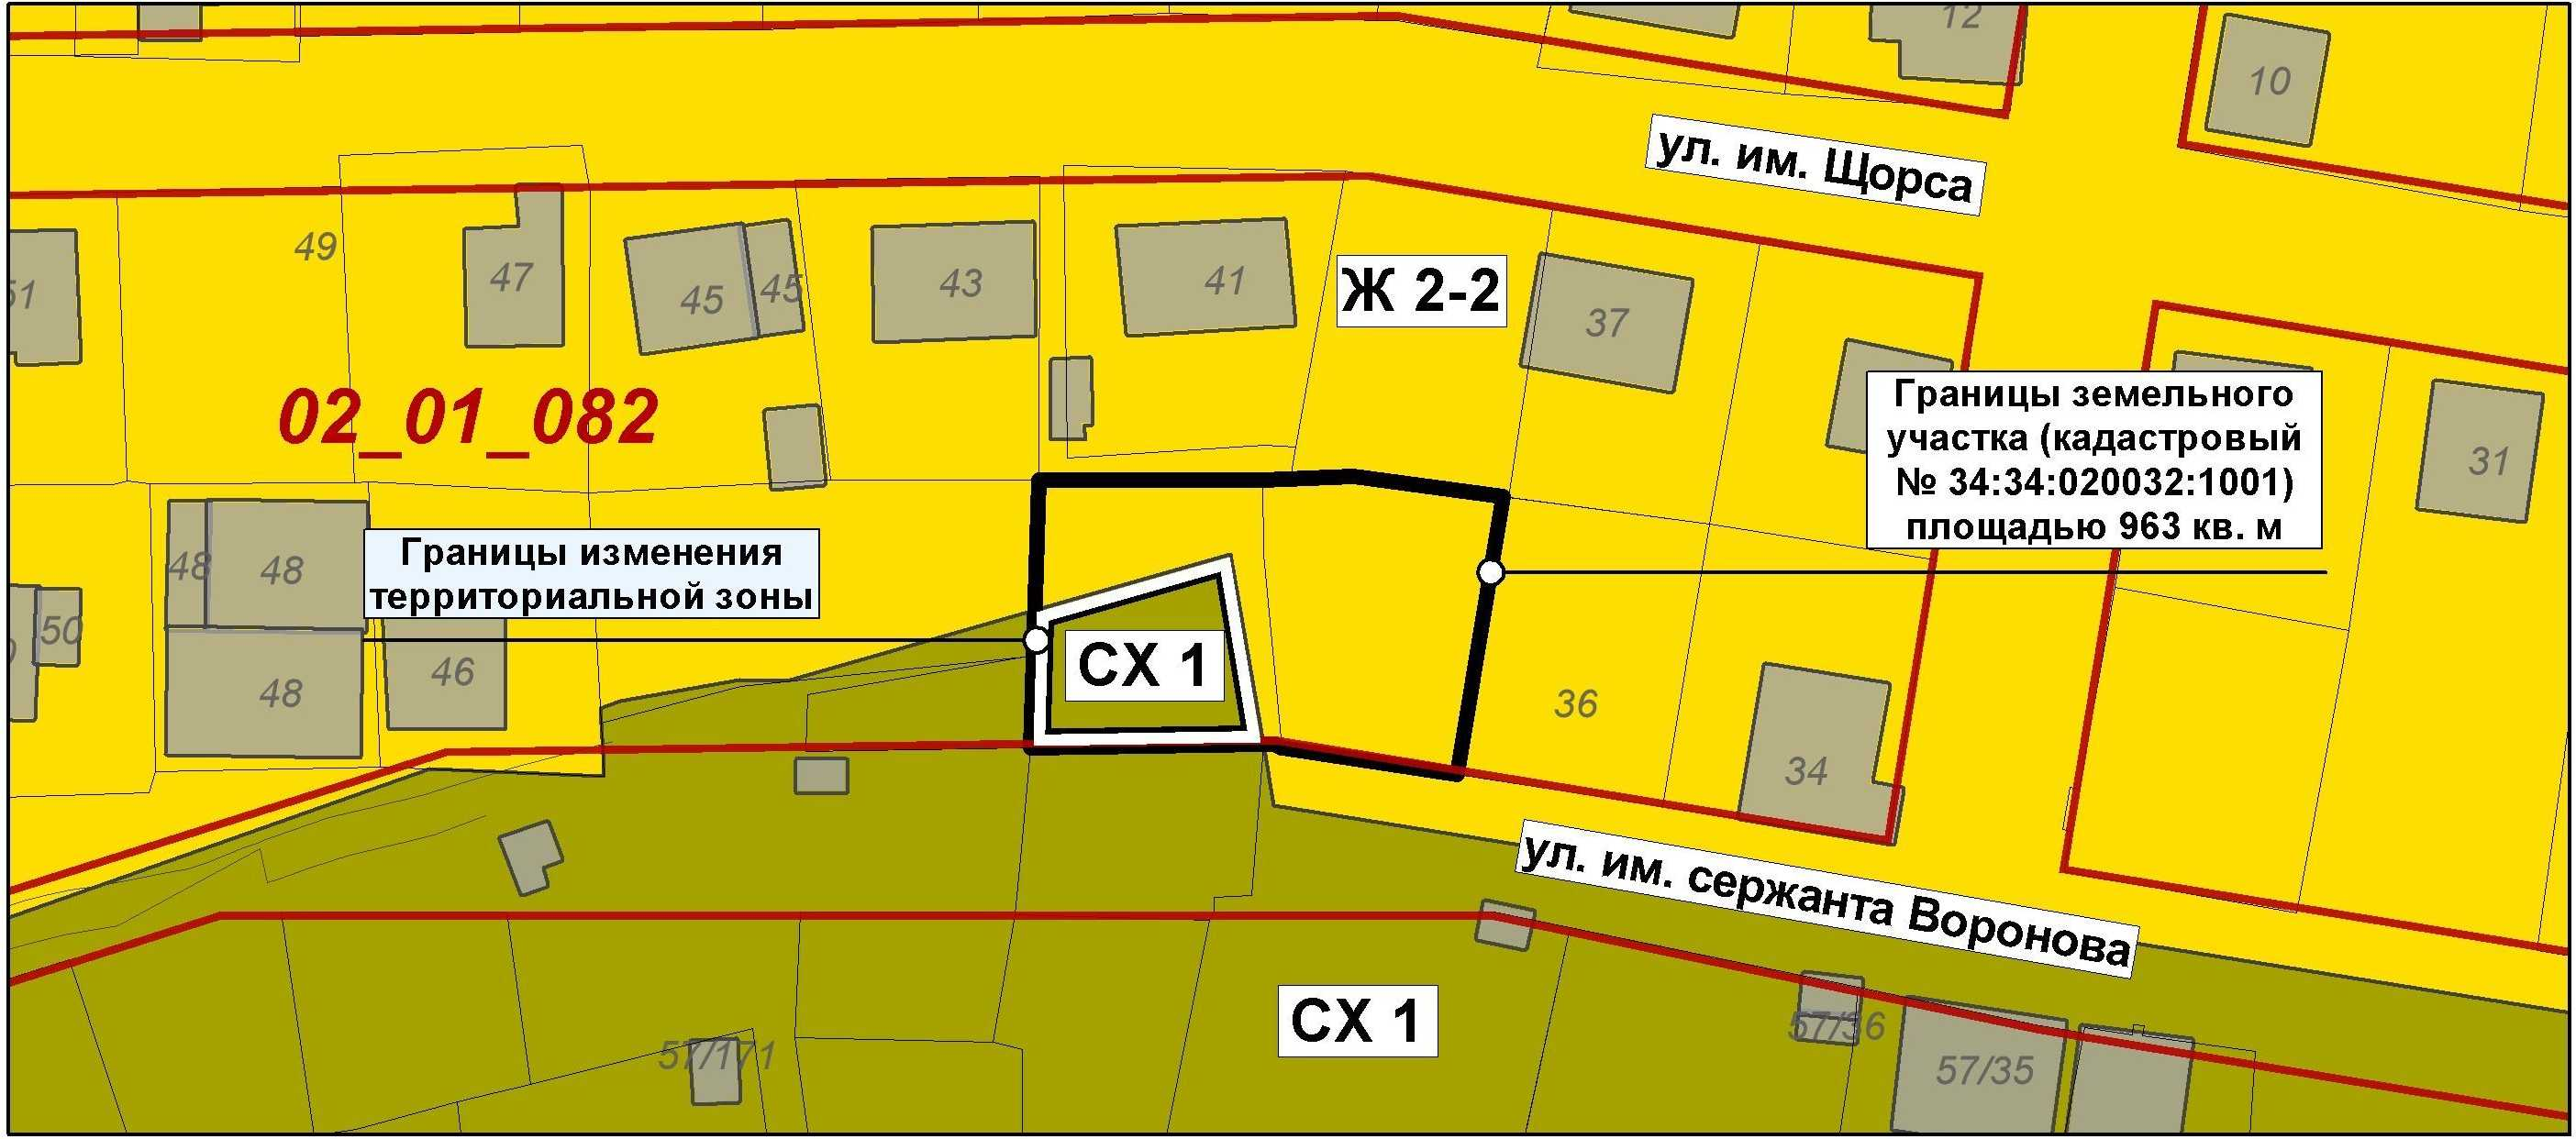 12
10
ул. им. Щорса
49
47
45
45
43
41
Ж 2-2
37
51
02_01_082
Границы земельного
участка (кадастровый
№ 34:34:020032:1001)
площадью 963 кв. м
31
Границы изменения
территориальной зоны
48
48
50
48
46
СХ 1
36
34
ул. им. сержанта Воронова
СХ 1
57/171
57/36
57/35